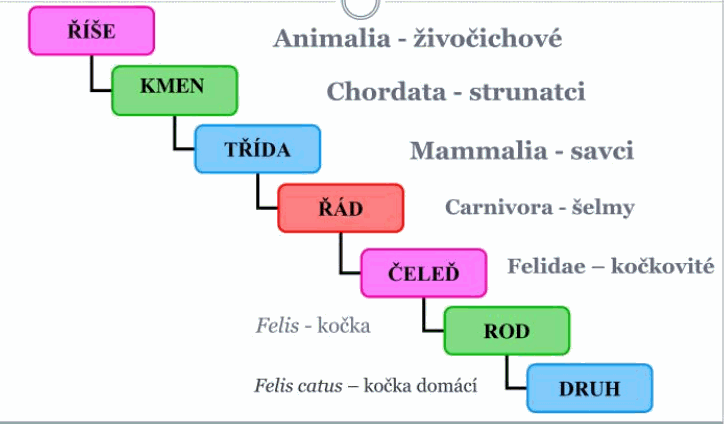 ŘÍŠE
Animalia - živočichové
KMEN
Chordata - strunatci
TŘÍDA
Mammalia - savci
ŘÁD
Carnivora - šelmy
ČELEĎ
Felidae – kočkovité
Felis - kočka
ROD
Felis catus – kočka domácí
DRUH